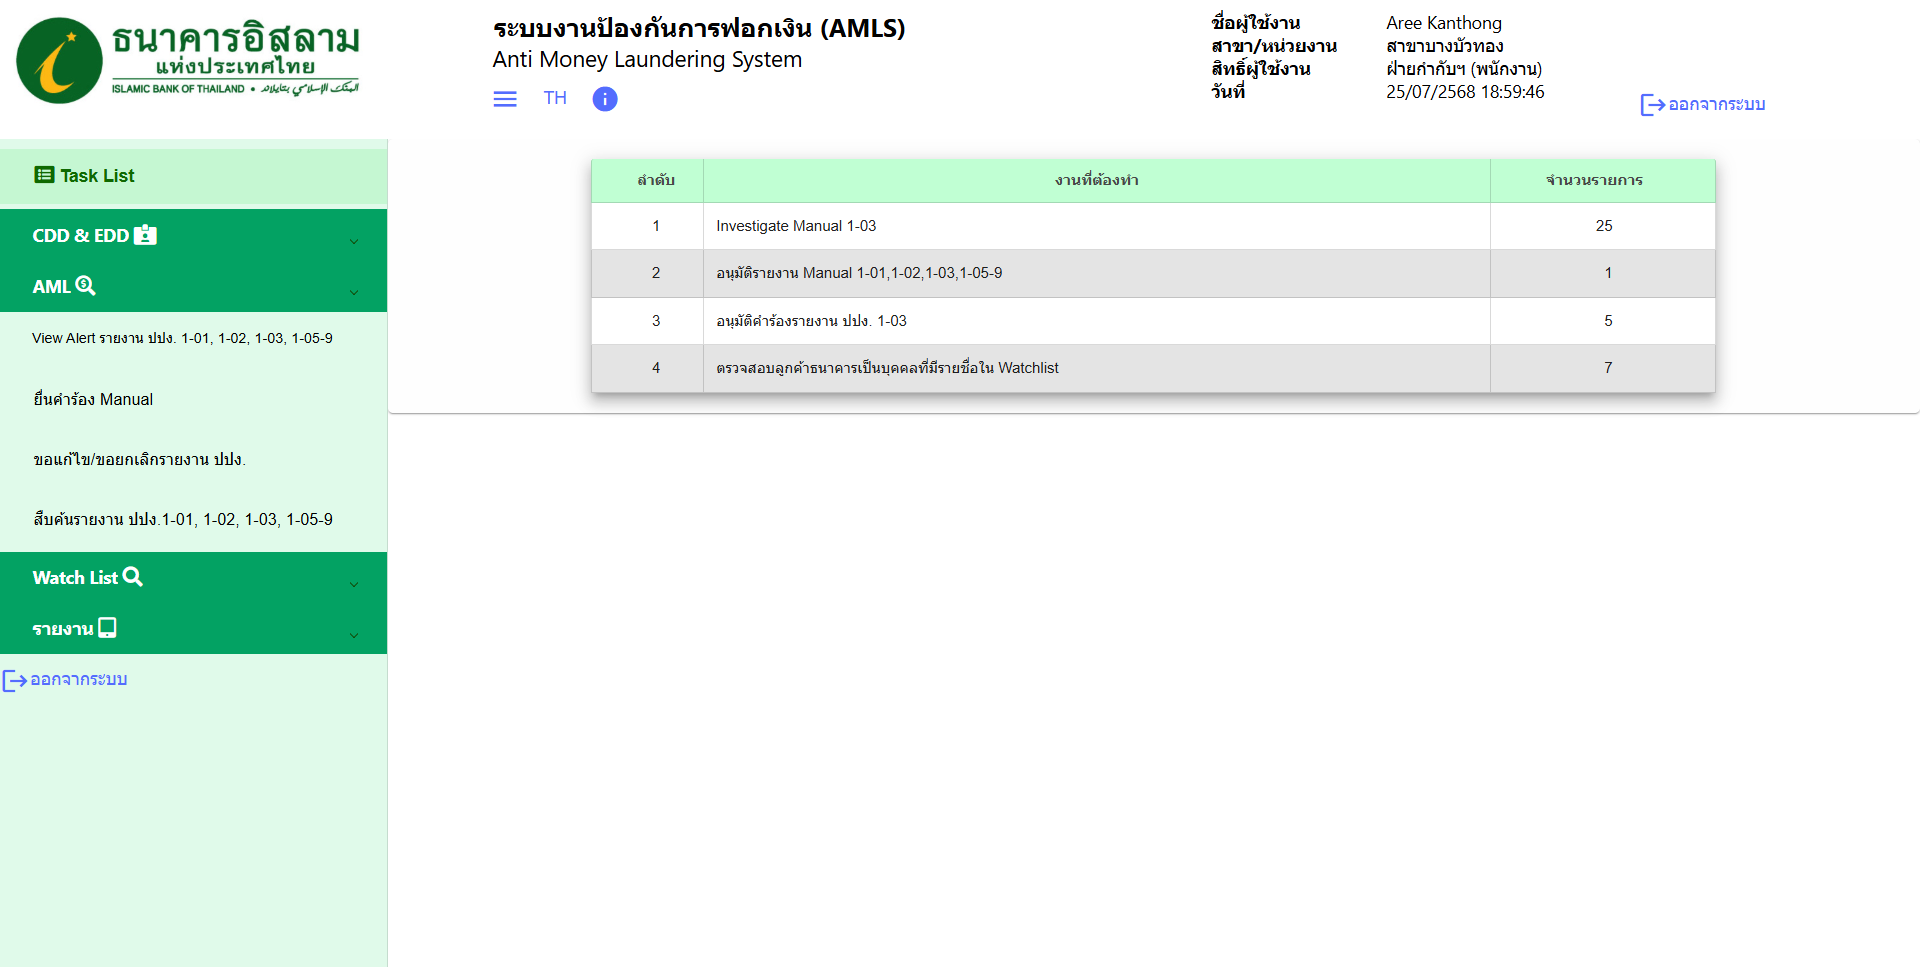 ธนาคารอิสลาม
แห่งประเทศไทย
ISLAMIC BANK OF THAILAND • البنك الإسلامي بتايلاند
ระบบงานป้องกันการฟอกเงิน (AMLS)
Anti Money Laundering System
TH
ชื่อผู้ใช้งาน Aree Kanthong
สาขา/หน่วยงาน สาขาบางบัวทอง
สิทธิ์ผู้ใช้งาน ฝ่ายกำกับฯ (พนักงาน)
วันที่ 25/07/2568 18:59:46
ออกจากระบบ
Task List
CDD & EDD
AML
View Alert รายงาน ปปง. 1-01, 1-02, 1-03, 1-05-9
ยื่นคำร้อง Manual
ขอแก้ไข/ขอยกเลิกรายงาน ปปง.
สืบค้นรายงาน ปปง.1-01, 1-02, 1-03, 1-05-9
Watch List
รายงาน
ออกจากระบบ
ลำดับ งานที่ต้องทำ จำนวนรายการ
1 Investigate Manual 1-03 25
2 อนุมัติรายงาน Manual 1-01,1-02,1-03,1-05-9 1
3 อนุมัติคำร้องรายงาน ปปง. 1-03 5
4 ตรวจสอบลูกค้าธนาคารเป็นบุคคลที่มีรายชื่อใน Watchlist 7